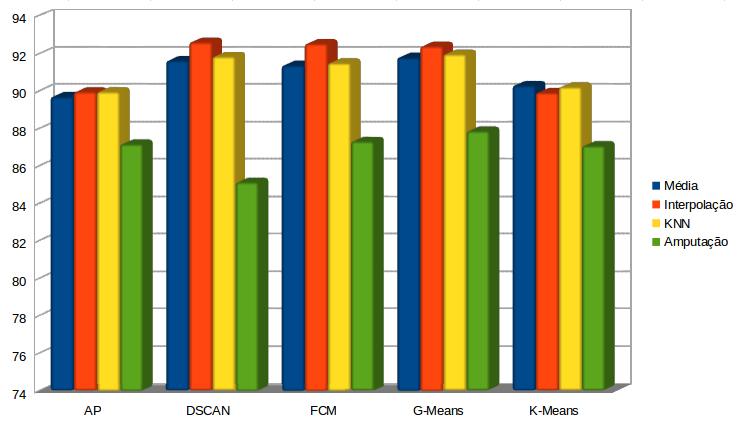 94
92
90
88
86
84
82
80
78
76
74
AP DSCAN FCM G-Means K-Means
Média
Interpolação
KNN
Amputação